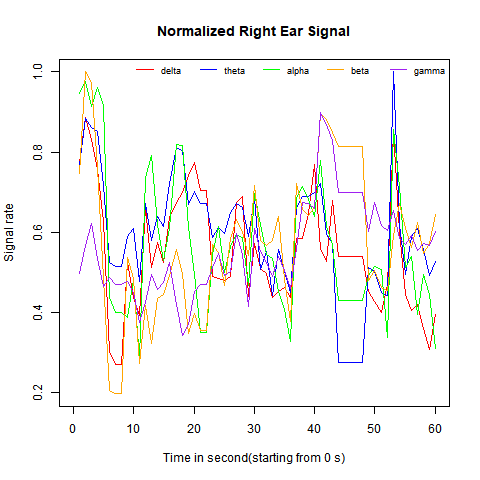 Normalized Right Ear Signal
delta theta alpha beta gamma
1.0
0.8
0.6
0.4
0.2
Signal rate
0 10 20 30 40 50 60
Time in second(starting from 0 s)